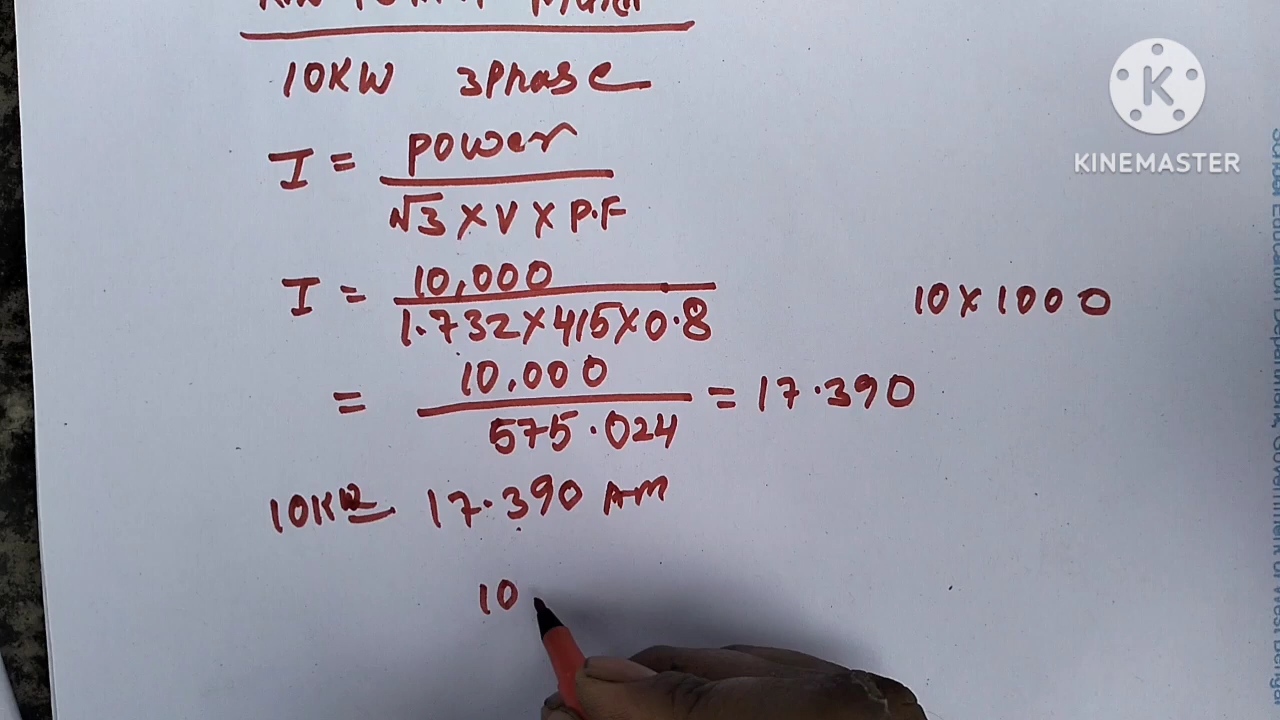 10KW 3Phase
I = Power
√3 × V × P.F
I = 10,000
1.732×415×0.8
10×1000
= 10.000
575.024
= 17.390
10KW 17.390 AM
10
KINEMASTER